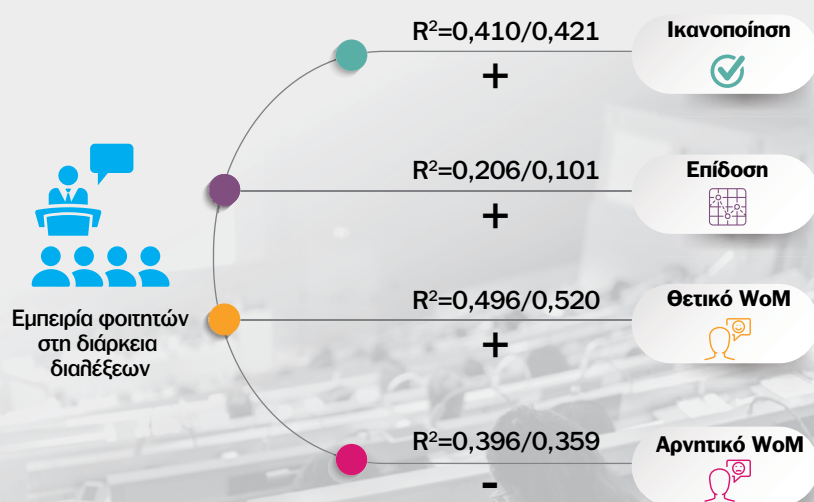 R²=0,410/0,421
+
Ικανοποίηση
R²=0,206/0,101
+
Επίδοση
R²=0,496/0,520
+
Θετικό WoM
Εμπειρία φοιτητών
στη διάρκεια
διαλέξεων
R²=0,396/0,359
-
Αρνητικό WoM